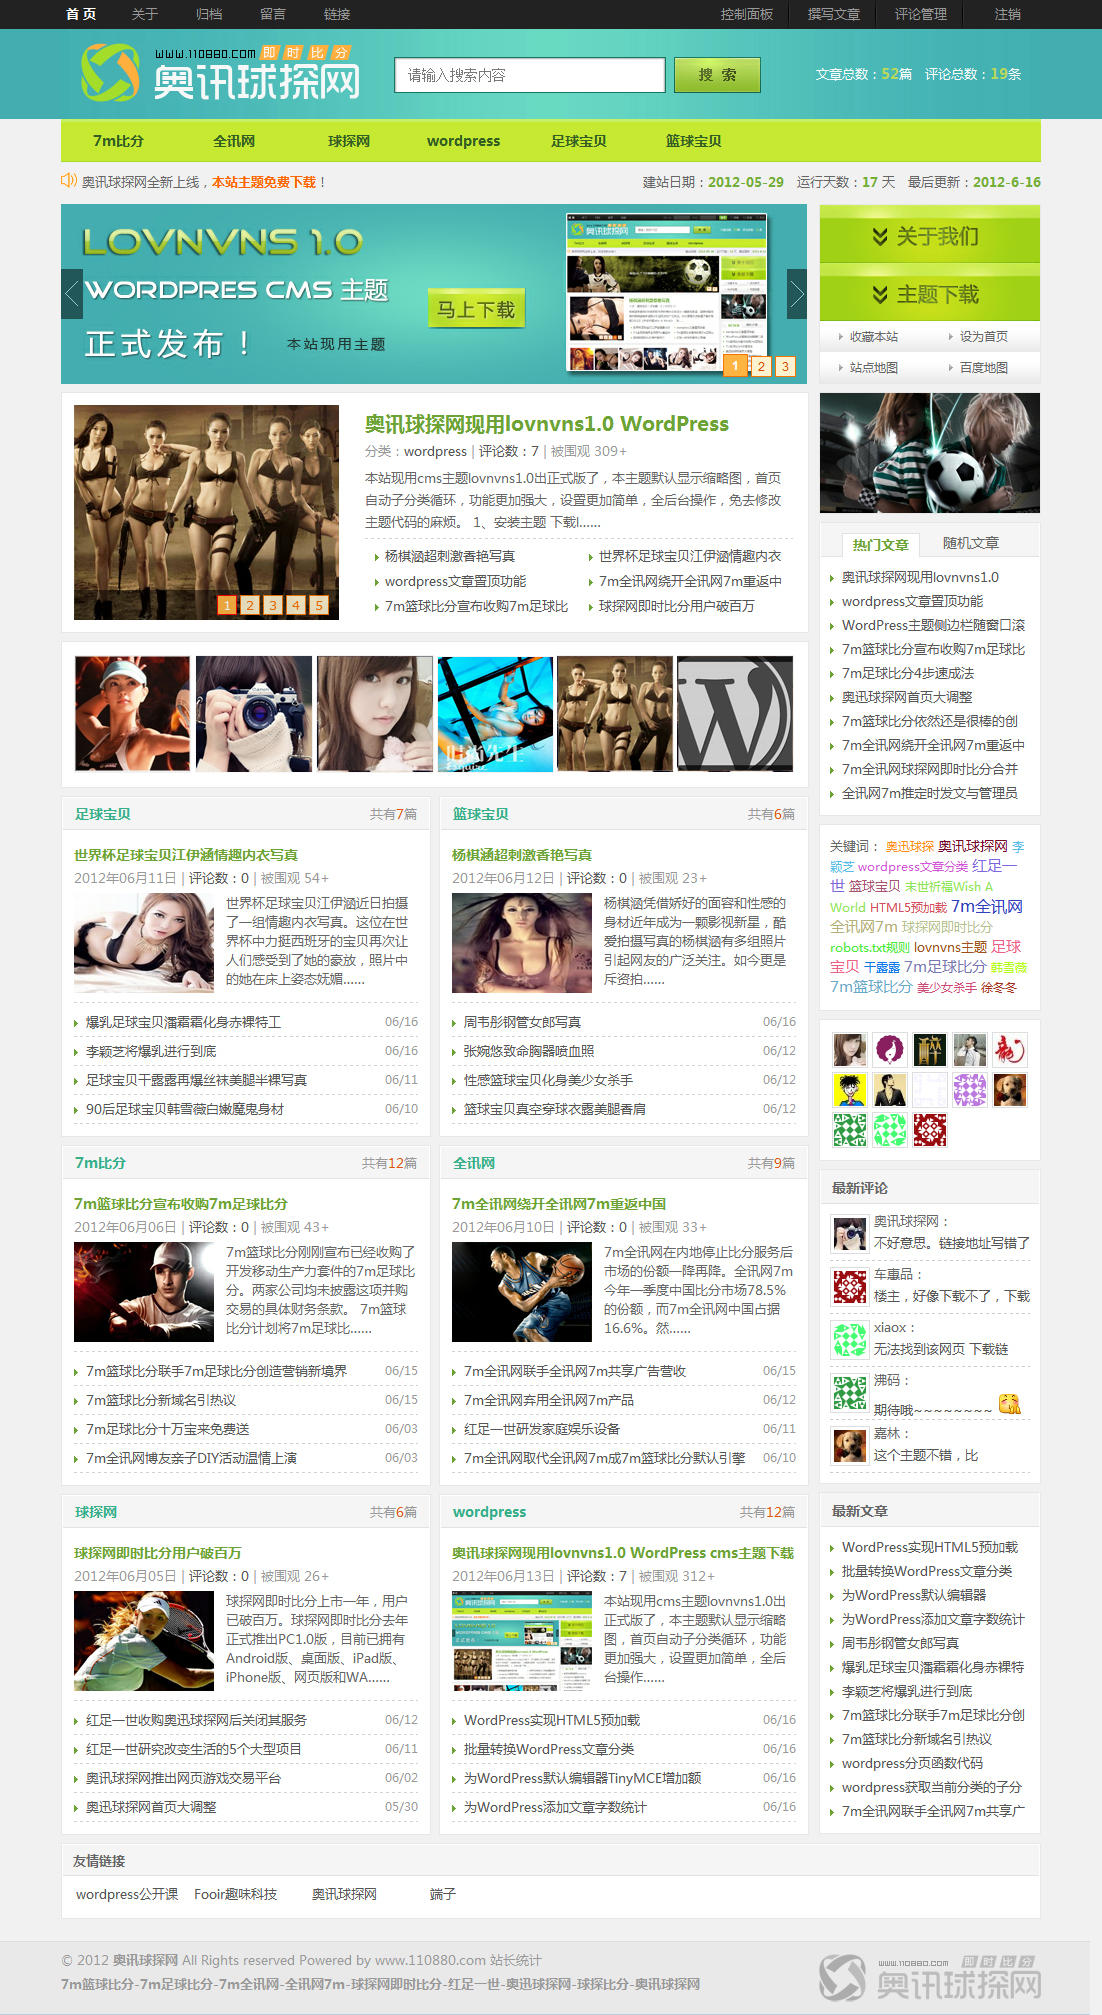 首 页 关于 归档 留言 链接 控制面板 撰写文章 评论管理 注销
www.110880.com 即时比分
奥讯球探网
请输入搜索内容 搜 索
文章总数：52篇 评论总数：19条
7m比分 全讯网 球探网 wordpress 足球宝贝 篮球宝贝
奥讯球探网全新上线，本站主题免费下载！ 建站日期：2012-05-29 运行天数：17 天 最后更新：2012-6-16
LOVNVNS 1.0
WORDPRES CMS 主题
马上下载
正式发布！ 本站现用主题
1 2 3
关于我们
主题下载
收藏本站 设为首页
站点地图 百度地图
奥讯球探网现用lovnvns1.0 WordPress
分类：wordpress | 评论数：7 | 被围观 309+
本站现用cms主题lovnvns1.0出正式版了，本主题默认显示缩略图，首页
自动子分类循环，功能更加强大，设置更加简单，全后台操作，免去修改
主题代码的麻烦。 1、安装主题 下载l……
杨棋涵超刺激香艳写真 世界杯足球宝贝江伊涵情趣内衣
wordpress文章置顶功能 7m全讯网绕开全讯网7m重返中
7m篮球比分宣布收购7m足球比 球探网即时比分用户破百万
1 2 3 4 5
热门文章 随机文章
奥讯球探网现用lovnvns1.0
wordpress文章置顶功能
WordPress主题侧边栏随窗口滚
7m篮球比分宣布收购7m足球比
7m足球比分4步速成法
奥迅球探网首页大调整
7m篮球比分依然还是很棒的创
7m全讯网绕开全讯网7m重返中
7m全讯网球探网即时比分合并
全讯网7m推定时发文与管理员
Canon
时尚先生
Esquire
足球宝贝 共有7篇
世界杯足球宝贝江伊涵情趣内衣写真
2012年06月11日 | 评论数：0 | 被围观 54+
世界杯足球宝贝江伊涵近日拍摄
了一组情趣内衣写真。这位在世
界杯中力挺西班牙的宝贝再次让
人们感受到了她的豪放，照片中
的她在床上姿态妩媚……
爆乳足球宝贝潘霜霜化身赤裸特工 06/16
李颖芝将爆乳进行到底 06/16
足球宝贝干露露再爆丝袜美腿半裸写真 06/11
90后足球宝贝韩雪薇白嫩魔鬼身材 06/10
篮球宝贝 共有6篇
杨棋涵超刺激香艳写真
2012年06月12日 | 评论数：0 | 被围观 23+
杨棋涵凭借娇好的面容和性感的
身材近年成为一颗影视新星，酷
爱拍摄写真的杨棋涵有多组照片
引起网友的广泛关注。如今更是
斥资拍……
周韦彤钢管女郎写真 06/16
张婉悠致命胸器喷血照 06/12
性感篮球宝贝化身美少女杀手 06/12
篮球宝贝真空穿球衣露美腿香肩 06/12
关键词： 奥迅球探 奥讯球探网 李
颖芝 wordpress文章分类 红足一
世 篮球宝贝 末世祈福Wish A
World HTML5预加载 7m全讯网
全讯网7m 球探网即时比分
robots.txt规则 lovnvns主题 足球
宝贝 干露露 7m足球比分 韩雪薇
7m篮球比分 美少女杀手 徐冬冬
7m比分 共有12篇
7m篮球比分宣布收购7m足球比分
2012年06月06日 | 评论数：0 | 被围观 43+
7m篮球比分刚刚宣布已经收购了
开发移动生产力套件的7m足球比
分。两家公司均未披露这项并购
交易的具体财务条款。 7m篮球
比分计划将7m足球比……
7m篮球比分联手7m足球比分创造营销新境界 06/15
7m篮球比分新域名引热议 06/15
7m足球比分十万宝来免费送 06/03
7m全讯网博友亲子DIY活动温情上演 06/03
全讯网 共有9篇
7m全讯网绕开全讯网7m重返中国
2012年06月10日 | 评论数：0 | 被围观 33+
7m全讯网在内地停止比分服务后
市场的份额一降再降。全讯网7m
今年一季度中国比分市场78.5%
的份额，而7m全讯网中国占据
16.6%。然……
7m全讯网联手全讯网7m共享广告营收 06/15
7m全讯网弃用全讯网7m产品 06/12
红足一世研发家庭娱乐设备 06/11
7m全讯网取代全讯网7m成7m篮球比分默认引擎 06/10
最新评论
奥讯球探网：
不好意思。链接地址写错了
车惠品：
楼主，好像下载不了，下载
xiaox：
无法找到该网页 下载链
沸码：
期待哦~~~~~~~~
嘉林：
这个主题不错，比
球探网 共有6篇
球探网即时比分用户破百万
2012年06月05日 | 评论数：0 | 被围观 26+
球探网即时比分上市一年，用户
已破百万。球探网即时比分去年
正式推出PC1.0版，目前已拥有
Android版、桌面版、iPad版、
iPhone版、网页版和WA……
红足一世收购奥迅球探网后关闭其服务 06/12
红足一世研究改变生活的5个大型项目 06/11
奥讯球探网推出网页游戏交易平台 06/02
奥迅球探网首页大调整 05/30
wordpress 共有12篇
奥讯球探网现用lovnvns1.0 WordPress cms主题下载
2012年06月13日 | 评论数：7 | 被围观 312+
本站现用cms主题lovnvns1.0出
正式版了，本主题默认显示缩略
图，首页自动子分类循环，功能
更加强大，设置更加简单，全后
台操作……
WordPress实现HTML5预加载 06/16
批量转换WordPress文章分类 06/16
为WordPress默认编辑器TinyMCE增加额 06/16
为WordPress添加文章字数统计 06/16
最新文章
WordPress实现HTML5预加载
批量转换WordPress文章分类
为WordPress默认编辑器
为WordPress添加文章字数统计
周韦彤钢管女郎写真
爆乳足球宝贝潘霜霜化身赤裸特
李颖芝将爆乳进行到底
7m篮球比分联手7m足球比分创
7m篮球比分新域名引热议
wordpress分页函数代码
wordpress获取当前分类的子分
7m全讯网联手全讯网7m共享广
友情链接
wordpress公开课 Fooir趣味科技 奥讯球探网 端子
© 2012 奥讯球探网 All Rights reserved Powered by www.110880.com 站长统计
7m篮球比分-7m足球比分-7m全讯网-全讯网7m-球探网即时比分-红足一世-奥迅球探网-球探比分-奥讯球探网
www.110880.com 即时比分
奥讯球探网